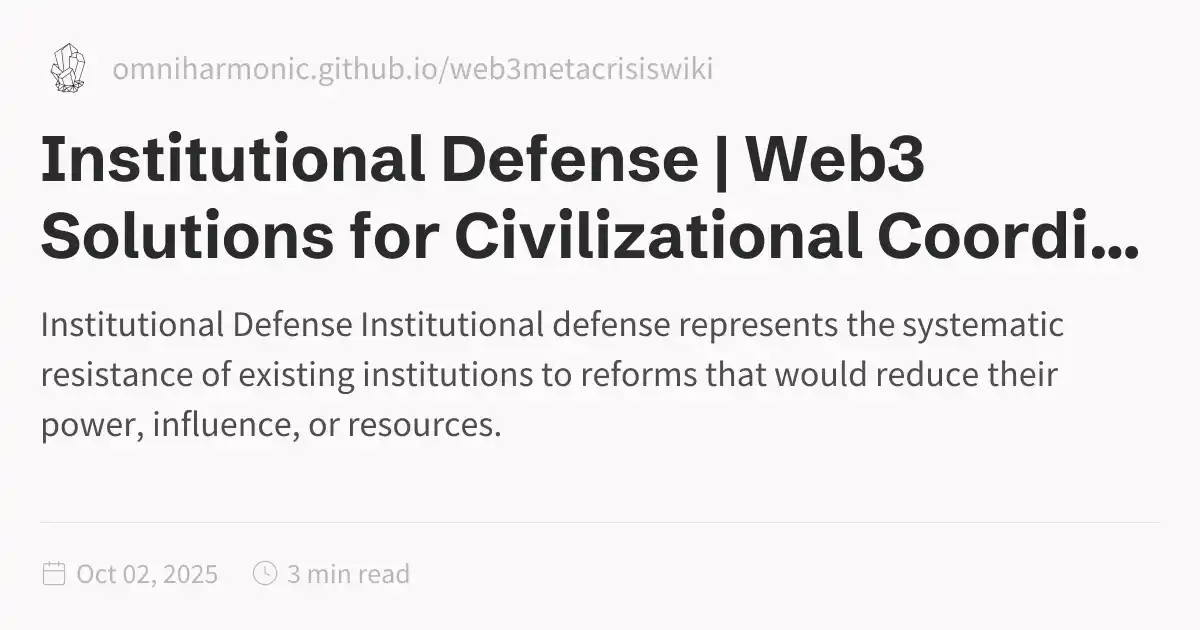 omniharmonic.github.io/web3metacrisiswiki
Institutional Defense | Web3
Solutions for Civilizational Coordi...
Institutional Defense Institutional defense represents the systematic
resistance of existing institutions to reforms that would reduce their
power, influence, or resources.
Oct 02, 2025 3 min read